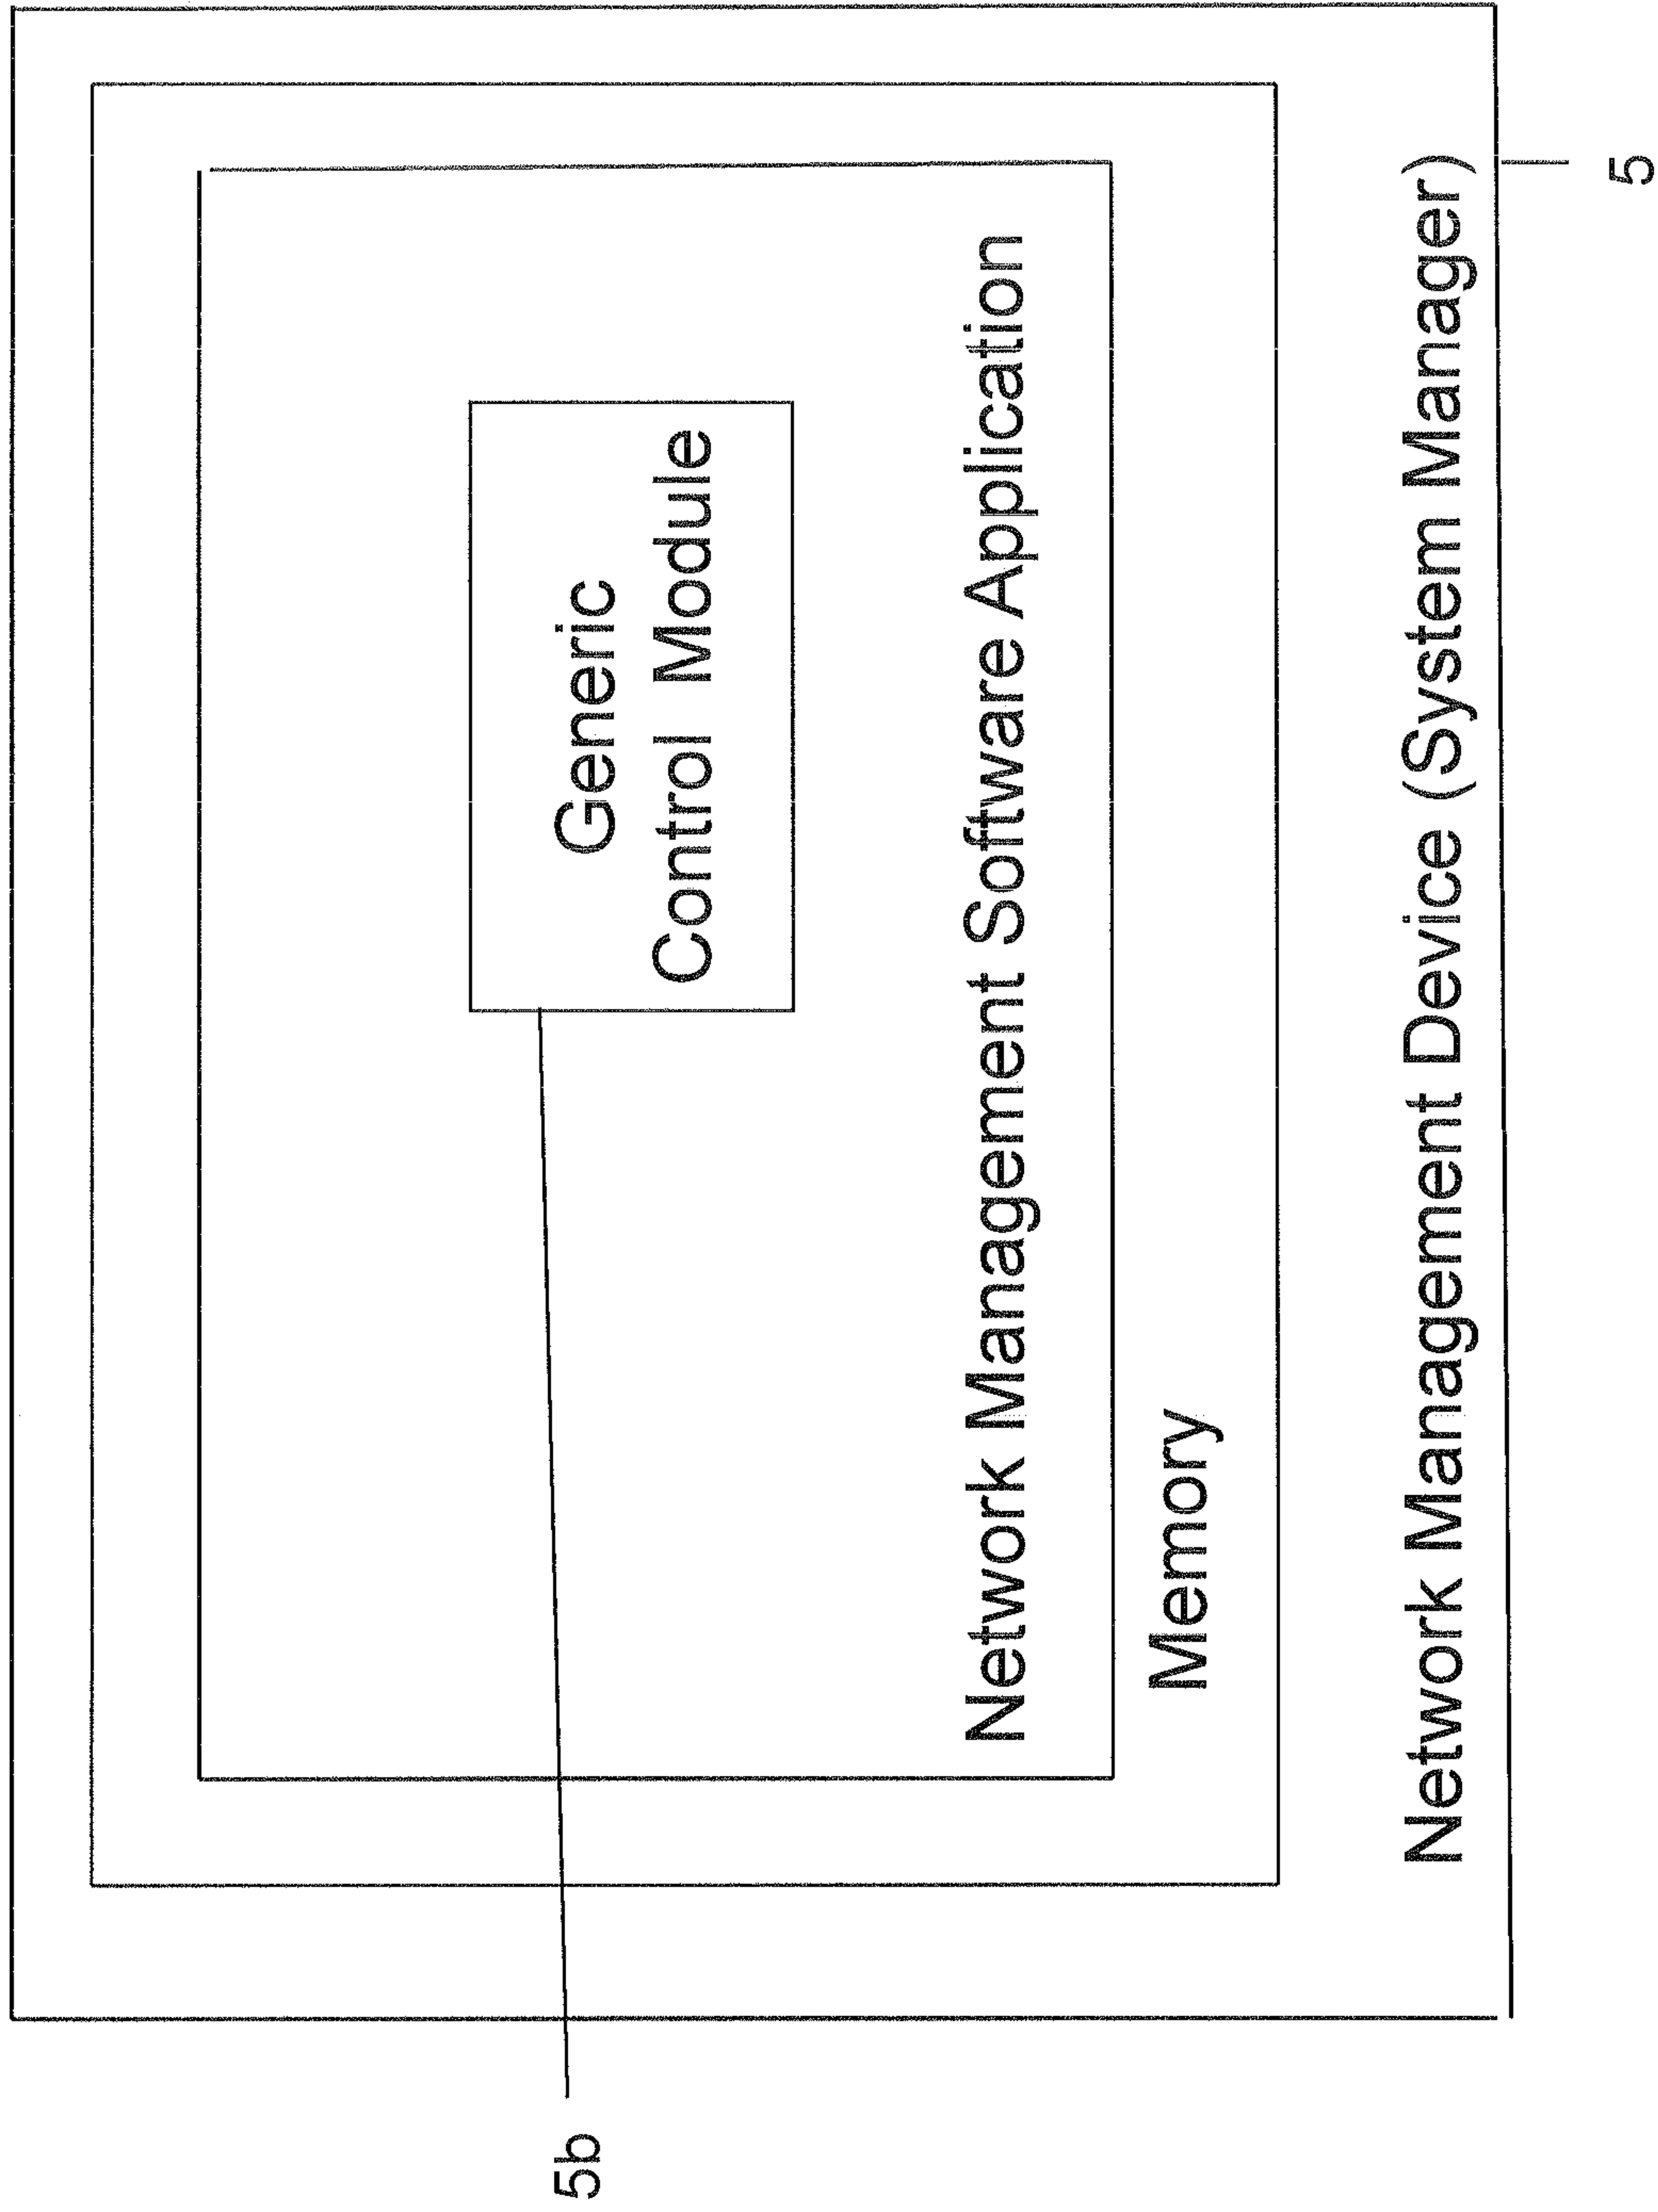 Generic
Control Module
Network Management Software Application
Memory
Network Management Device (System Manager)
5b
5